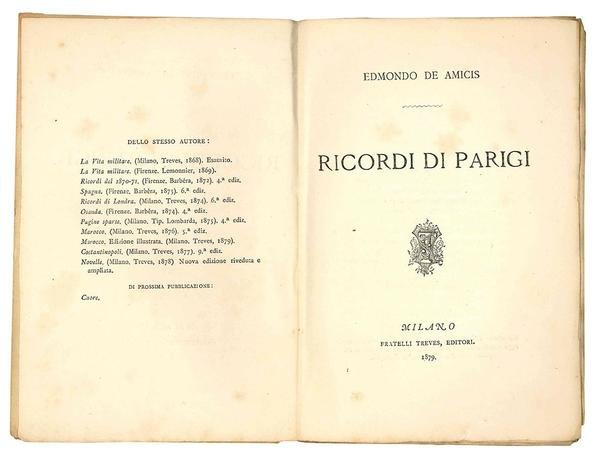 DELLO STESSO AUTORE:
La Vita militare. (Milano, Treves, 1868). Esaurito.
La Vita militare. (Firenze. Lemonnier, 1869).
Ricordi del 1870-71. (Firenze, Barbèra, 1872). 4.ª ediz.
Spagna. (Firenze, Barbèra, 1873). 6.ª ediz.
Ricordi di Londra. (Milano, Treves, 1874). 6.ª ediz.
Olanda. (Firenze, Barbèra, 1874). 4.ª ediz.
Pagine sparse. (Milano. Tip. Lombarda, 1875). 4.ª ediz.
Marocco. (Milano, Treves, 1876). 5.ª ediz.
Marocco. Edizione illustrata. (Milano. Treves, 1879).
Costantinopoli. (Milano, Treves, 1877). 9.ª ediz.
Novelle. (Milano, Treves, 1878) Nuova edizione riveduta e
ampliata.
DI PROSSIMA PUBBLICAZIONE:
Cuore.
EDMONDO DE AMICIS
RICORDI DI PARIGI
MILANO
FRATELLI TREVES, EDITORI.
1879.